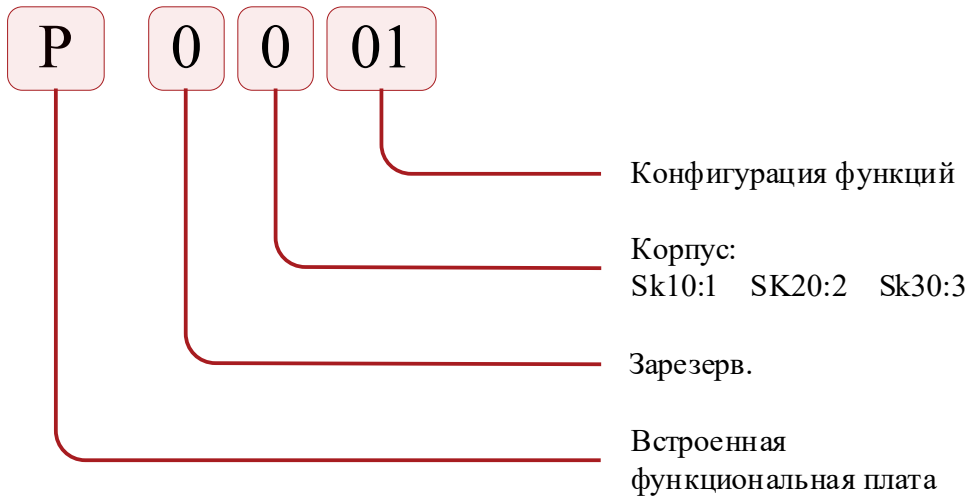 P 0 0 01
Конфигурация функций
Корпус:
Sk10:1 SK20:2 Sk30:3
Зарезерв.
Встроенная
функциональная плата